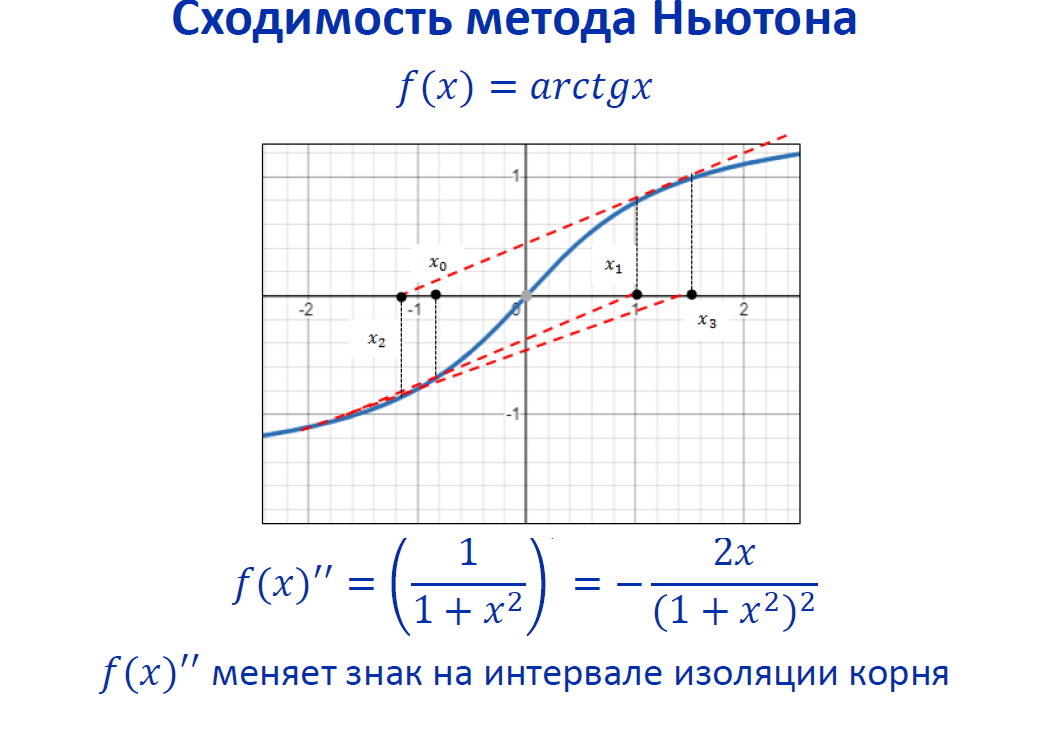 Сходимость метода Ньютона
f(x) = arctgx
1
x₀
x₁
-2 -1 0 1 2
x₂
x₃
-1
f(x)′′ = (1/(1 + x²)) = −2x/(1 + x²)²
f(x)′′ меняет знак на интервале изоляции корня